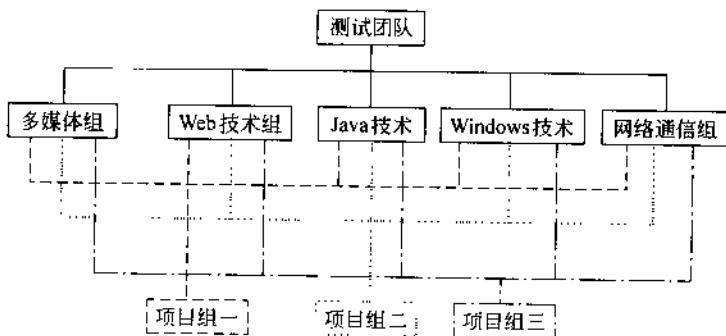 测试团队
多媒体组
Web技术组
Java技术
Windows技术
网络通信组
项目组一
项目组二
项目组三